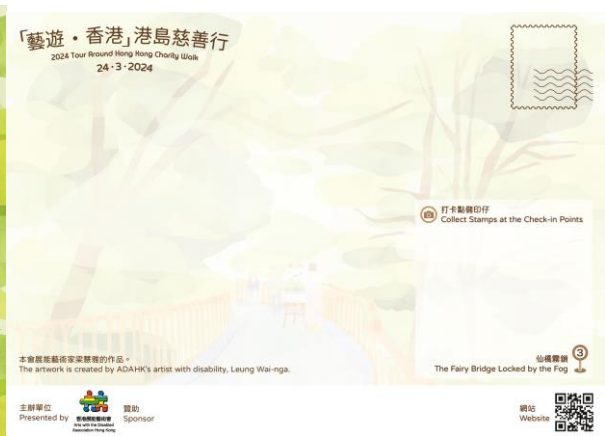 「藝遊・香港」港島慈善行
2024 Tour Around Hong Kong Charity Walk
24·3·2024
打卡點儲印仔
Collect Stamps at the Check-in Points
本會展能藝術家梁慧雅的作品。
The artwork is created by ADAHK's artist with disability, Leung Wai-nga.
仙橋霧鎖
The Fairy Bridge Locked by the Fog
3
主辦單位
Presented by
香港展能藝術會
Arts with the Disabled
Association Hong Kong
贊助
Sponsor
網站
Website